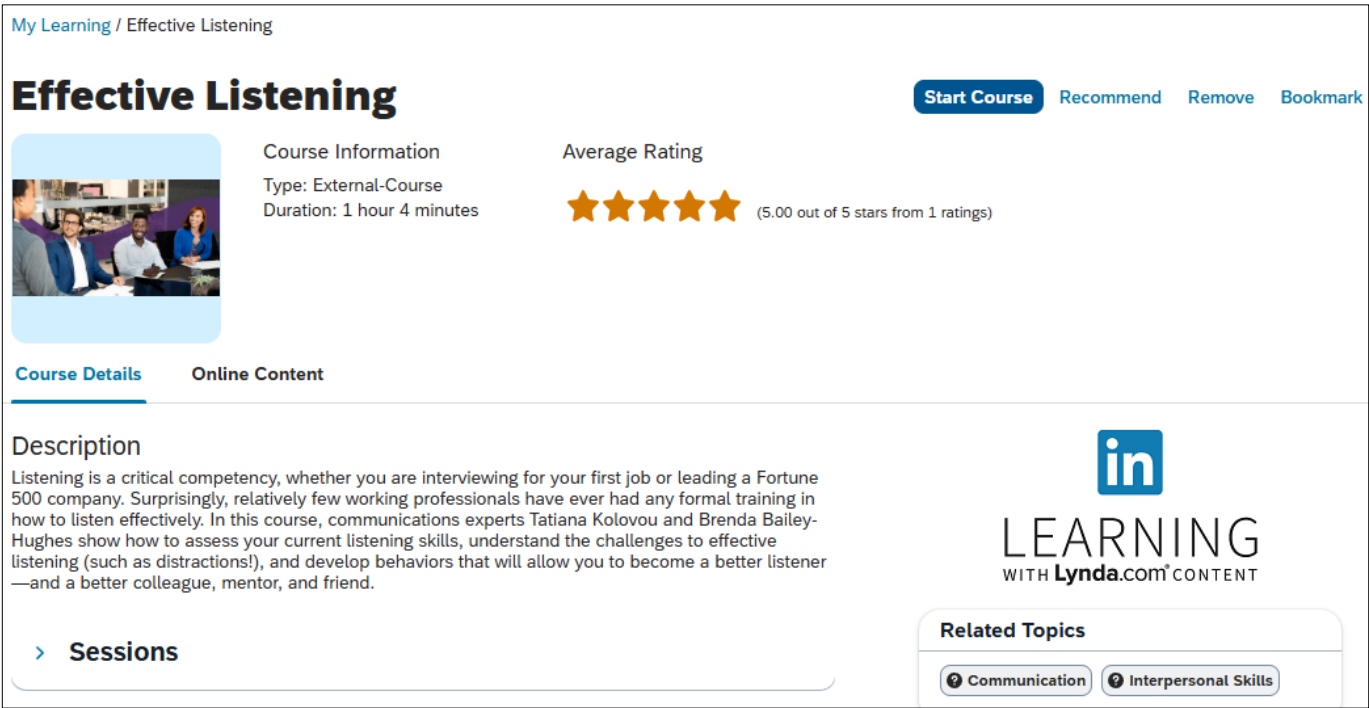 My Learning / Effective Listening
Effective Listening
Start Course Recommend Remove Bookmark
Course Information
Type: External-Course
Duration: 1 hour 4 minutes
Average Rating
(5.00 out of 5 stars from 1 ratings)
Course Details Online Content
Description
Listening is a critical competency, whether you are interviewing for your first job or leading a Fortune
500 company. Surprisingly, relatively few working professionals have ever had any formal training in
how to listen effectively. In this course, communications experts Tatiana Kolovou and Brenda Bailey-
Hughes show how to assess your current listening skills, understand the challenges to effective
listening (such as distractions!), and develop behaviors that will allow you to become a better listener
—and a better colleague, mentor, and friend.
Sessions
in
LEARNING
WITH Lynda.com® CONTENT
Related Topics
Communication Interpersonal Skills